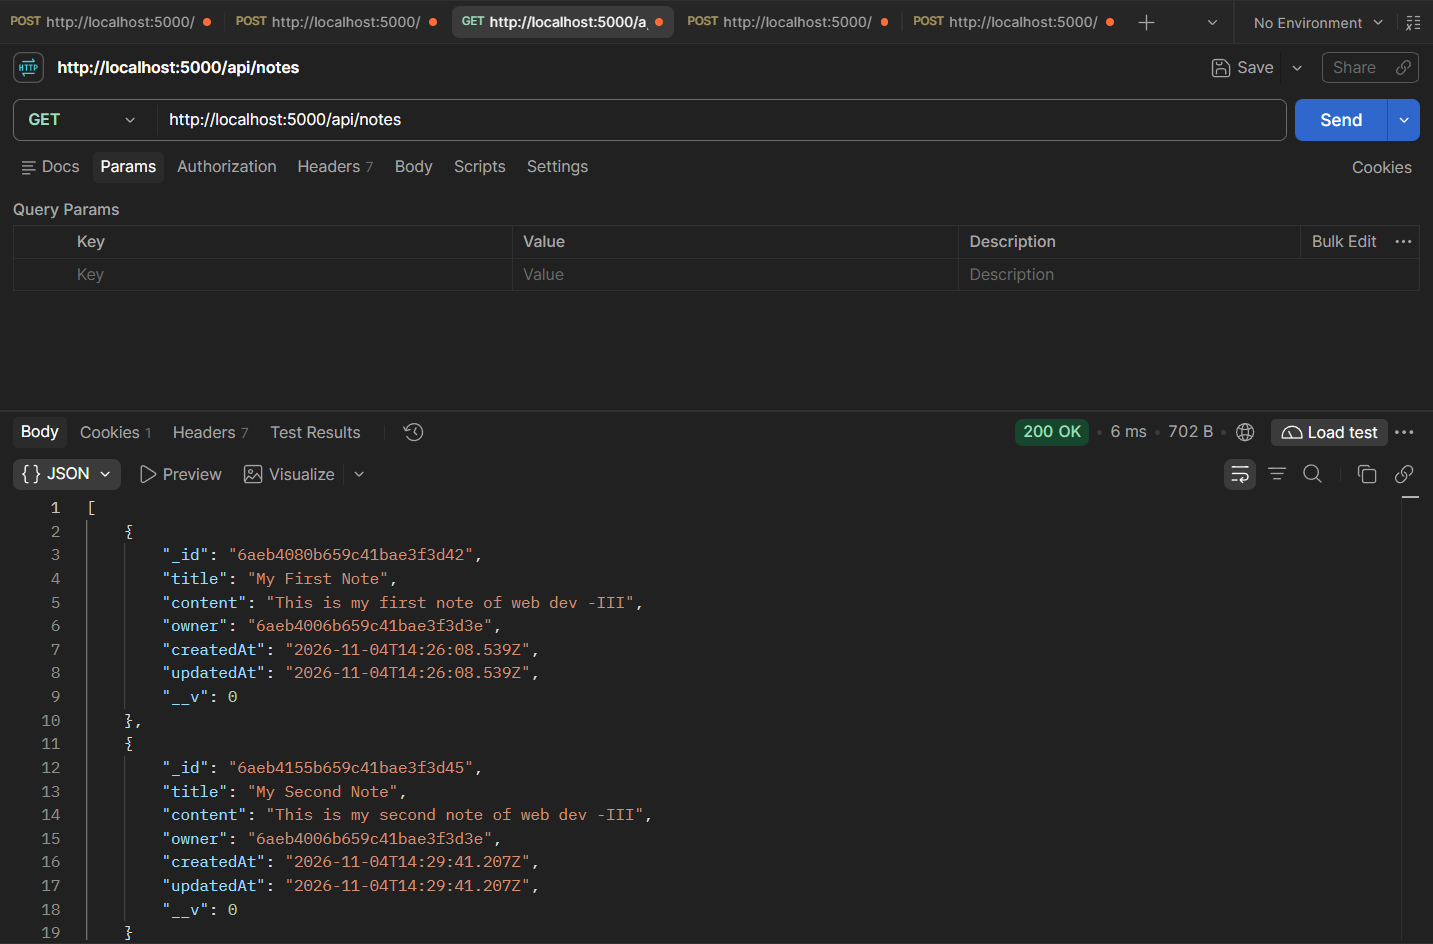 POST http://localhost:5000/ POST http://localhost:5000/ GET http://localhost:5000/a POST http://localhost:5000/ POST http://localhost:5000/ No Environment
HTTP http://localhost:5000/api/notes Save Share
GET http://localhost:5000/api/notes Send
Docs Params Authorization Headers 7 Body Scripts Settings Cookies
Query Params
Key Value Description Bulk Edit
Key Value Description
Body Cookies 1 Headers 7 Test Results 200 OK 6 ms 702 B Load test
{} JSON Preview Visualize
1 [
2 {
3 "_id": "6aeb4080b659c41bae3f3d42",
4 "title": "My First Note",
5 "content": "This is my first note of web dev -III",
6 "owner": "6aeb4006b659c41bae3f3d3e",
7 "createdAt": "2026-11-04T14:26:08.539Z",
8 "updatedAt": "2026-11-04T14:26:08.539Z",
9 "__v": 0
10 },
11 {
12 "_id": "6aeb4155b659c41bae3f3d45",
13 "title": "My Second Note",
14 "content": "This is my second note of web dev -III",
15 "owner": "6aeb4006b659c41bae3f3d3e",
16 "createdAt": "2026-11-04T14:29:41.207Z",
17 "updatedAt": "2026-11-04T14:29:41.207Z",
18 "__v": 0
19 }